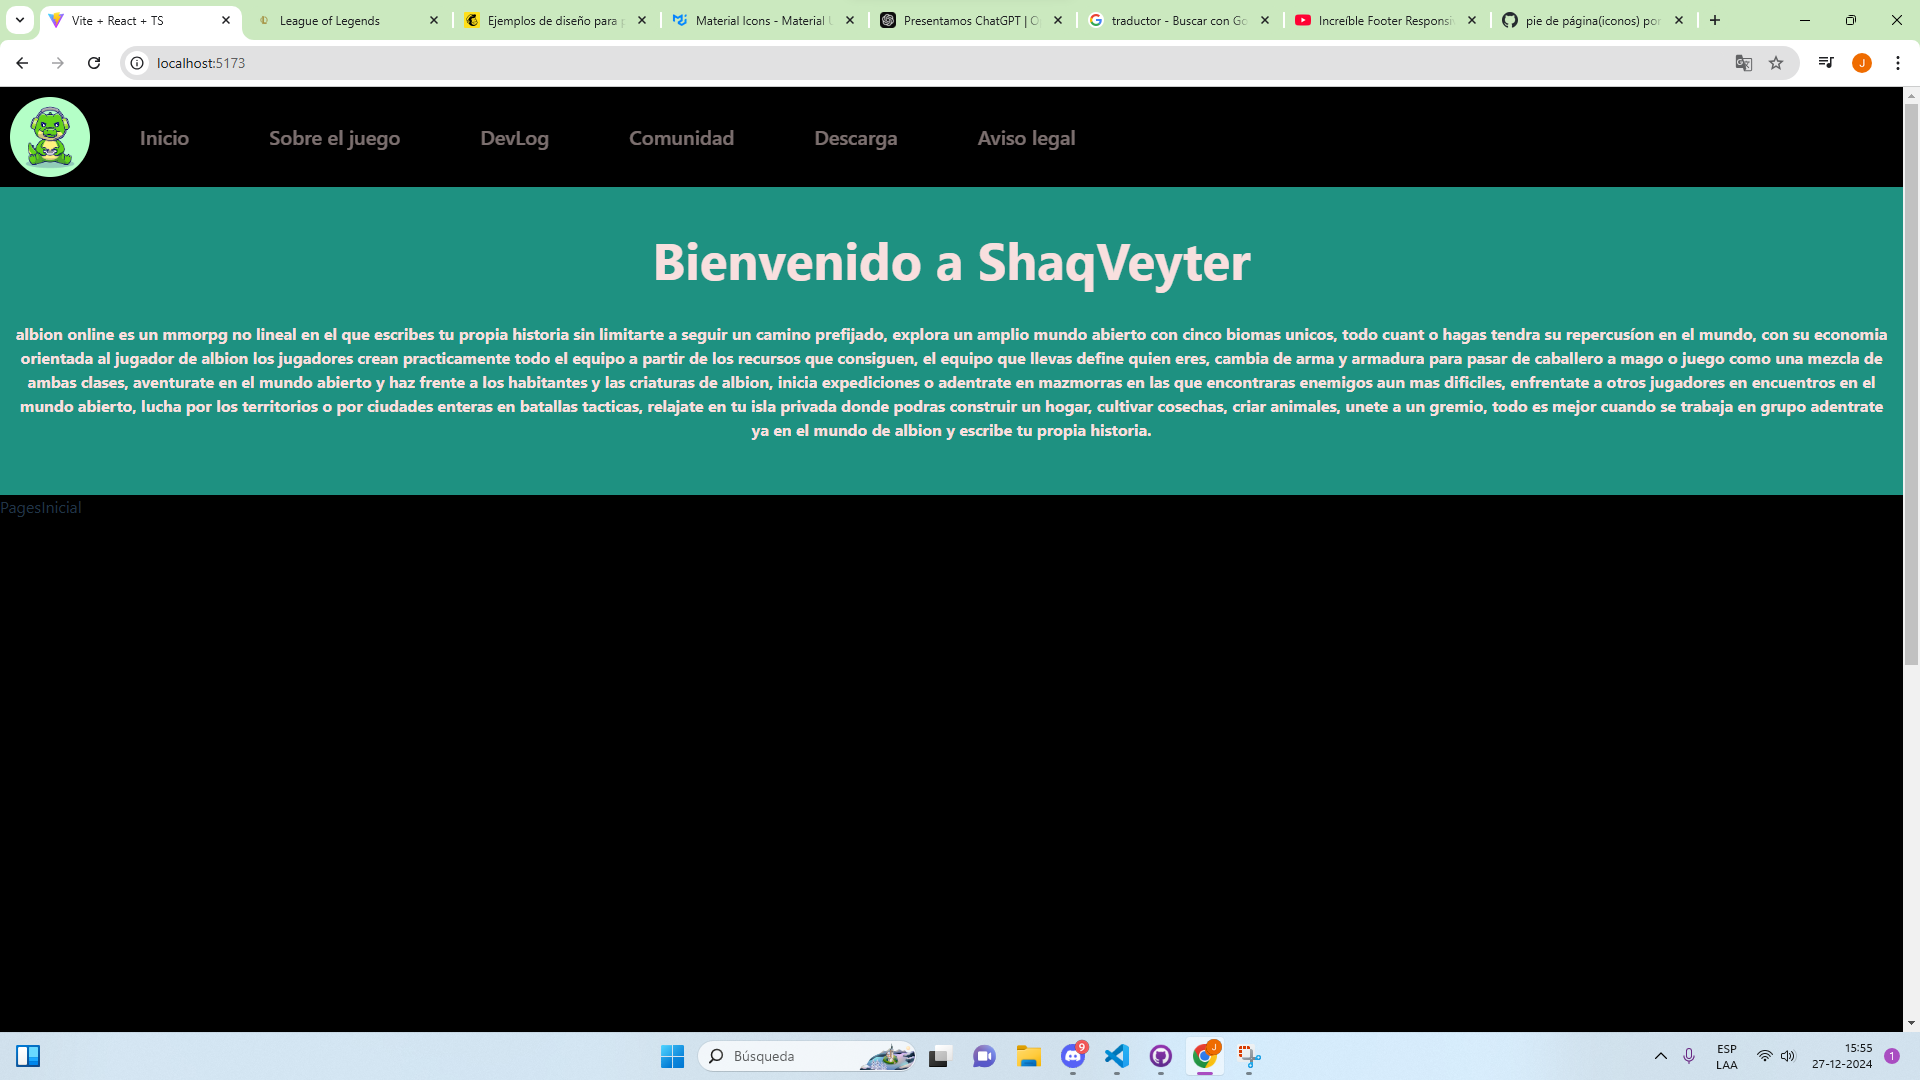 Vite + React + TS
League of Legends
Ejemplos de diseño para p
Material Icons - Material U
Presentamos ChatGPT | O
traductor - Buscar con Go
Increíble Footer Responsiv
pie de página(iconos) por
localhost:5173
J
Inicio
Sobre el juego
DevLog
Comunidad
Descarga
Aviso legal
Bienvenido a ShaqVeyter
albion online es un mmorpg no lineal en el que escribes tu propia historia sin limitarte a seguir un camino prefijado, explora un amplio mundo abierto con cinco biomas unicos, todo cuant o hagas tendra su repercusíon en el mundo, con su economia
orientada al jugador de albion los jugadores crean practicamente todo el equipo a partir de los recursos que consiguen, el equipo que llevas define quien eres, cambia de arma y armadura para pasar de caballero a mago o juego como una mezcla de
ambas clases, aventurate en el mundo abierto y haz frente a los habitantes y las criaturas de albion, inicia expediciones o adentrate en mazmorras en las que encontraras enemigos aun mas dificiles, enfrentate a otros jugadores en encuentros en el
mundo abierto, lucha por los territorios o por ciudades enteras en batallas tacticas, relajate en tu isla privada donde podras construir un hogar, cultivar cosechas, criar animales, unete a un gremio, todo es mejor cuando se trabaja en grupo adentrate
ya en el mundo de albion y escribe tu propia historia.
PagesInicial
Búsqueda
9
J
ESP
LAA
15:55
27-12-2024
1